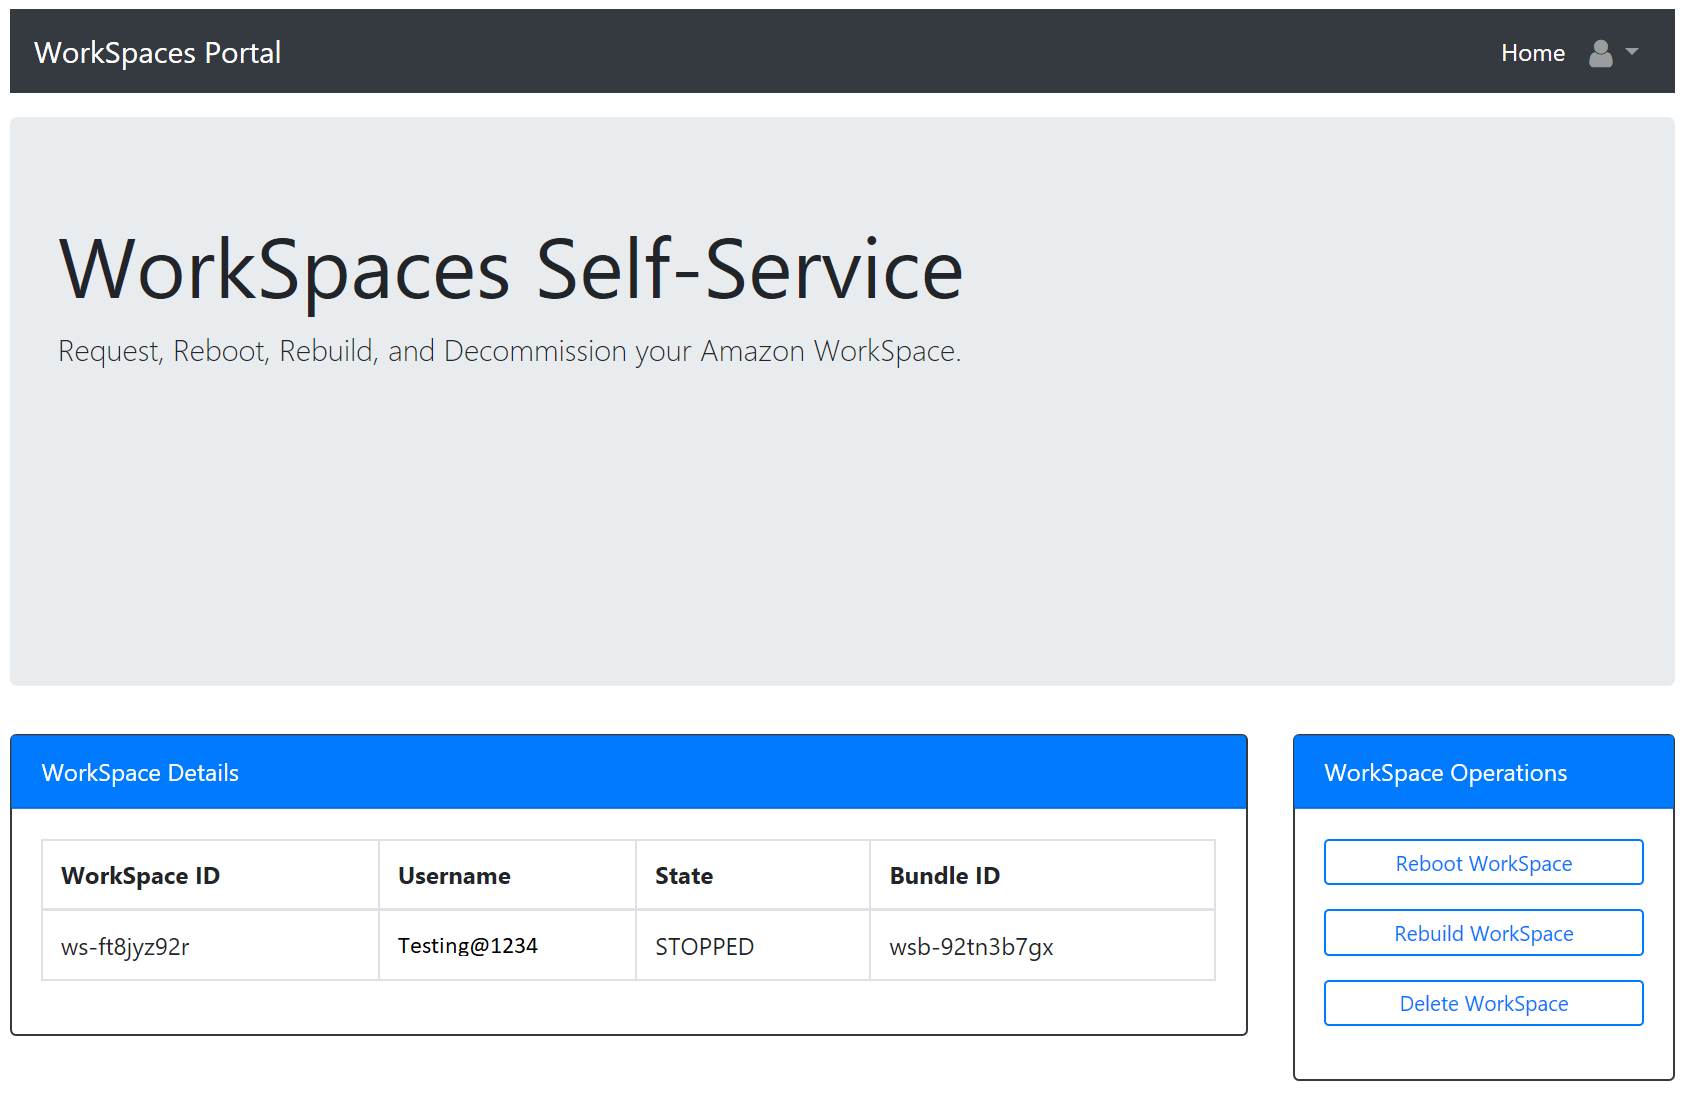 WorkSpaces Portal
Home
WorkSpaces Self-Service
Request, Reboot, Rebuild, and Decommission your Amazon WorkSpace.
WorkSpace Details
WorkSpace ID Username State Bundle ID
ws-ft8jyz92r Testing@1234 STOPPED wsb-92tn3b7gx
WorkSpace Operations
Reboot WorkSpace
Rebuild WorkSpace
Delete WorkSpace